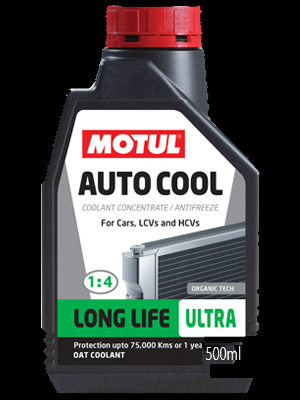 MOTUL
AUTO COOL
COOLANT CONCENTRATE / ANTIFREEZE
For Cars, LCVs and HCVs
1:4
ORGANIC TECH
LONG LIFE ULTRA
Protection upto 75,000 Kms or 1 yea
OAT COOLANT
500ml